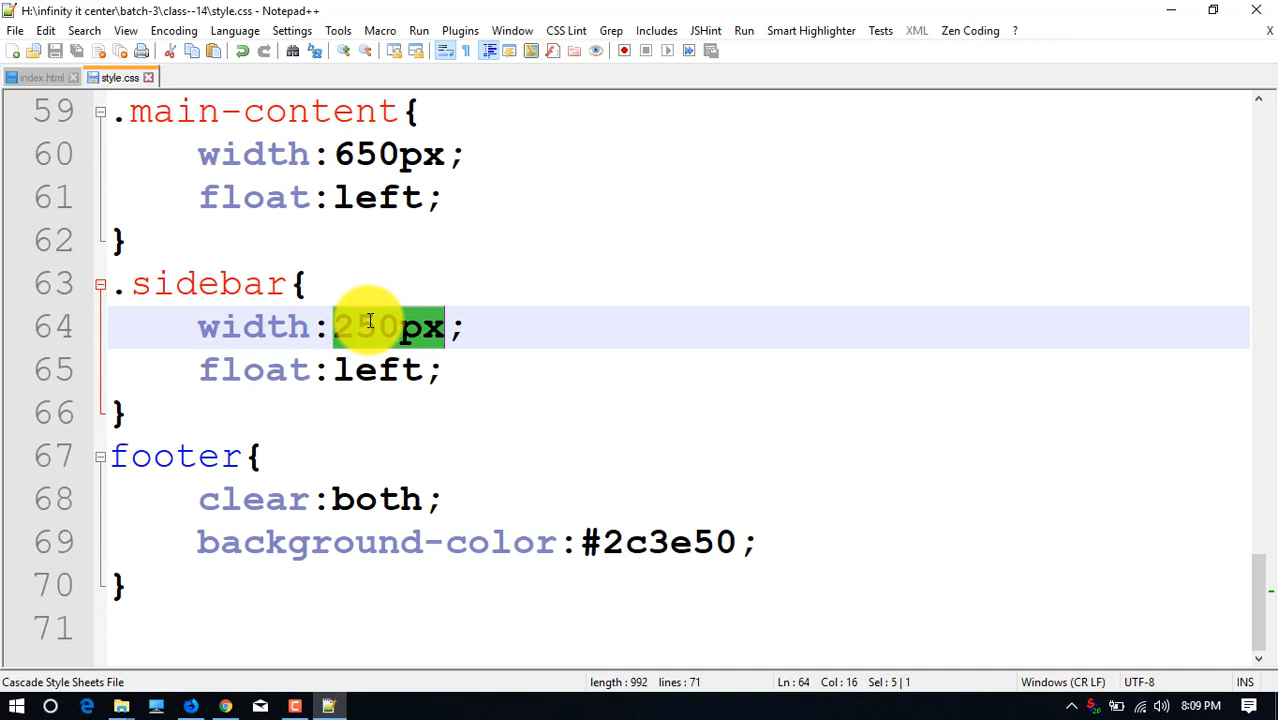 H:\infinity it center\batch-3\class--14\style.css - Notepad++
File Edit Search View Encoding Language Settings Tools Macro Run Plugins Window CSS Lint Grep Includes JSHint Run Smart Highlighter Tests XML Zen Coding ? X
index.html style.css
59 .main-content{
60 width:650px;
61 float:left;
62 }
63 .sidebar{
64 width:250px;
65 float:left;
66 }
67 footer{
68 clear:both;
69 background-color:#2c3e50;
70 }
71
Cascade Style Sheets File length : 992 lines : 71 Ln : 64 Col : 16 Sel : 5 | 1 Windows (CR LF) UTF-8 INS
8:09 PM